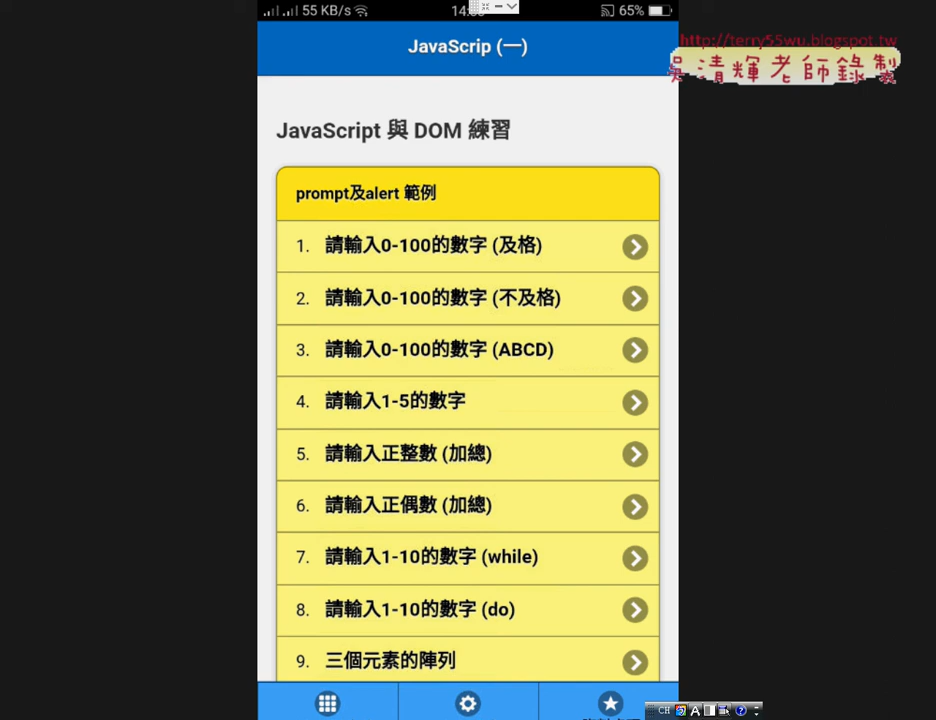 55 KB/s
65%
http://terry55wu.blogspot.tw
吳清輝老師錄製
JavaScrip (一)
JavaScript 與 DOM 練習
prompt及alert 範例
1. 請輸入0-100的數字 (及格)
2. 請輸入0-100的數字 (不及格)
3. 請輸入0-100的數字 (ABCD)
4. 請輸入1-5的數字
5. 請輸入正整數 (加總)
6. 請輸入正偶數 (加總)
7. 請輸入1-10的數字 (while)
8. 請輸入1-10的數字 (do)
9. 三個元素的陣列
CH